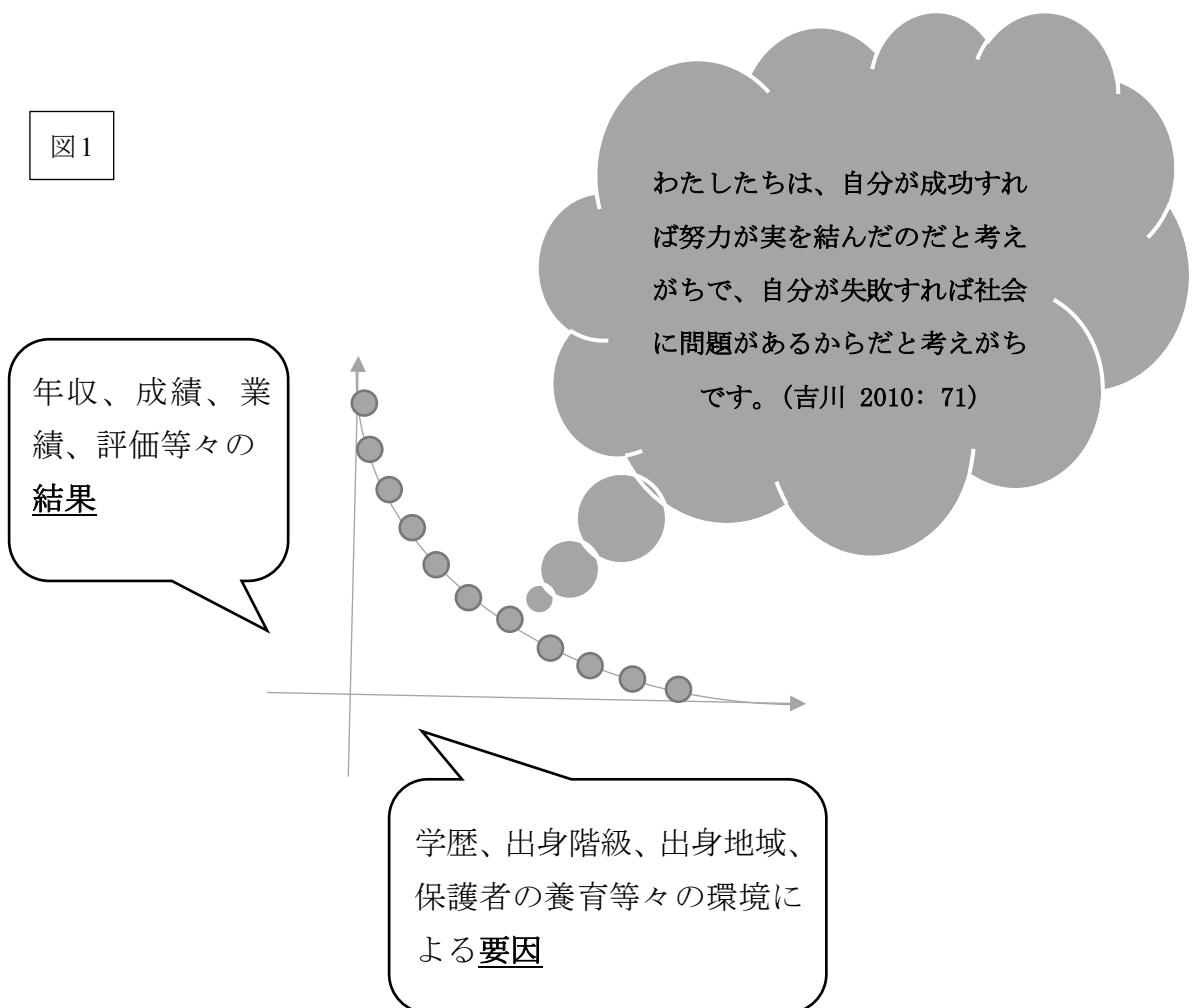 図1
わたしたちは、自分が成功すれ
ば努力が実を結んだのだと考え
がちで、自分が失敗すれば社会
に問題があるからだと考えがち
です。(吉川 2010: 71)
年収、成績、業
績、評価等々の
結果
学歴、出身階級、出身地域、
保護者の養育等々の環境に
よる要因